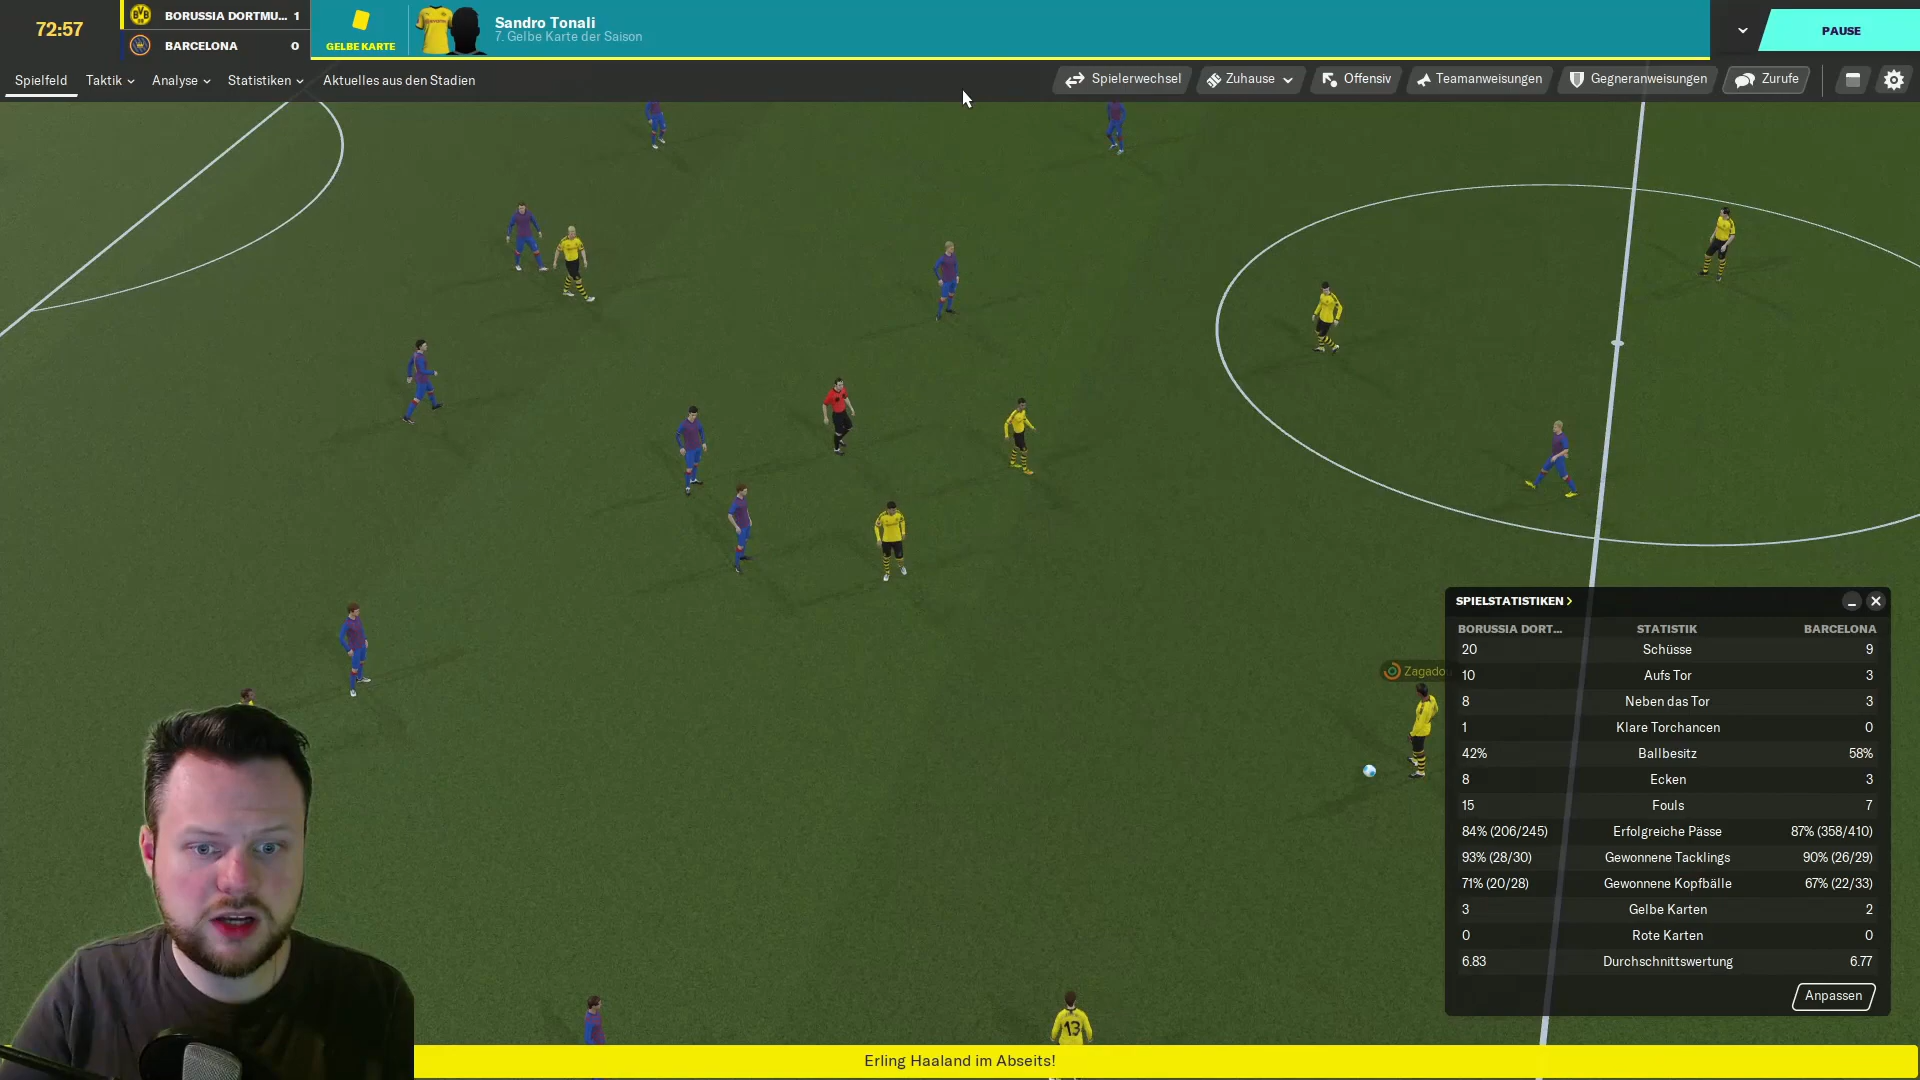 72:57
BORUSSIA DORTMU... 1
BARCELONA 0
GELBE KARTE
Sandro Tonali
7. Gelbe Karte der Saison
PAUSE
Spielfeld Taktik Analyse Statistiken Aktuelles aus den Stadien
Spielerwechsel Zuhause Offensiv Teamanweisungen Gegneranweisungen Zurufe
SPIELSTATISTIKEN
BORUSSIA DORT... STATISTIK BARCELONA
20 Schüsse 9
10 Aufs Tor 3
8 Neben das Tor 3
1 Klare Torchancen 0
42% Ballbesitz 58%
8 Ecken 3
15 Fouls 7
84% (206/245) Erfolgreiche Pässe 87% (358/410)
93% (28/30) Gewonnene Tacklings 90% (26/29)
71% (20/28) Gewonnene Kopfbälle 67% (22/33)
3 Gelbe Karten 2
0 Rote Karten 0
6.83 Durchschnittswertung 6.77
Anpassen
Zagadou
13
Erling Haaland im Abseits!